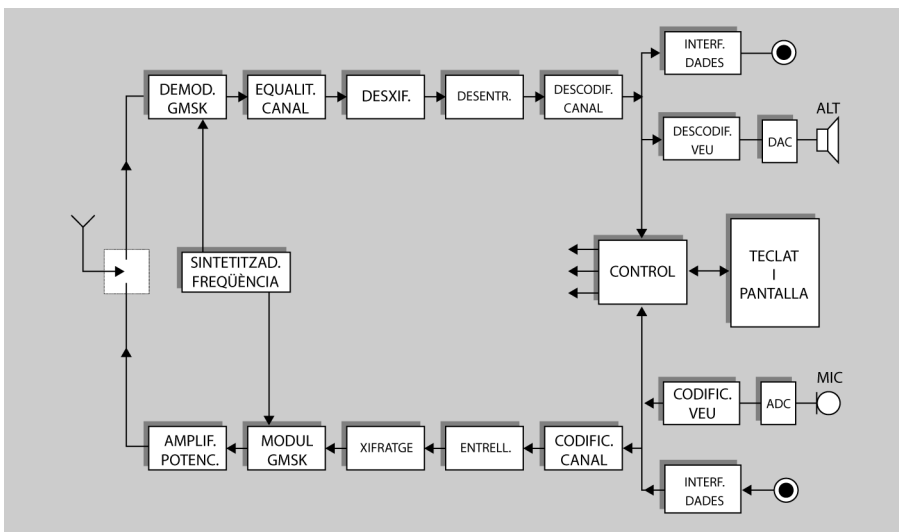 INTERF.
DADES
DEMOD.
GMSK
EQUALIT.
CANAL
DESXIF.
DESENTR.
DESCODIF.
CANAL
ALT
DESCODIF.
VEU
DAC
SINTETITZAD.
FREQÜÈNCIA
CONTROL
TECLAT
I
PANTALLA
MIC
CODIFIC.
VEU
ADC
AMPLIF.
POTENC.
MODUL
GMSK
XIFRATGE
ENTRELL.
CODIFIC.
CANAL
INTERF.
DADES